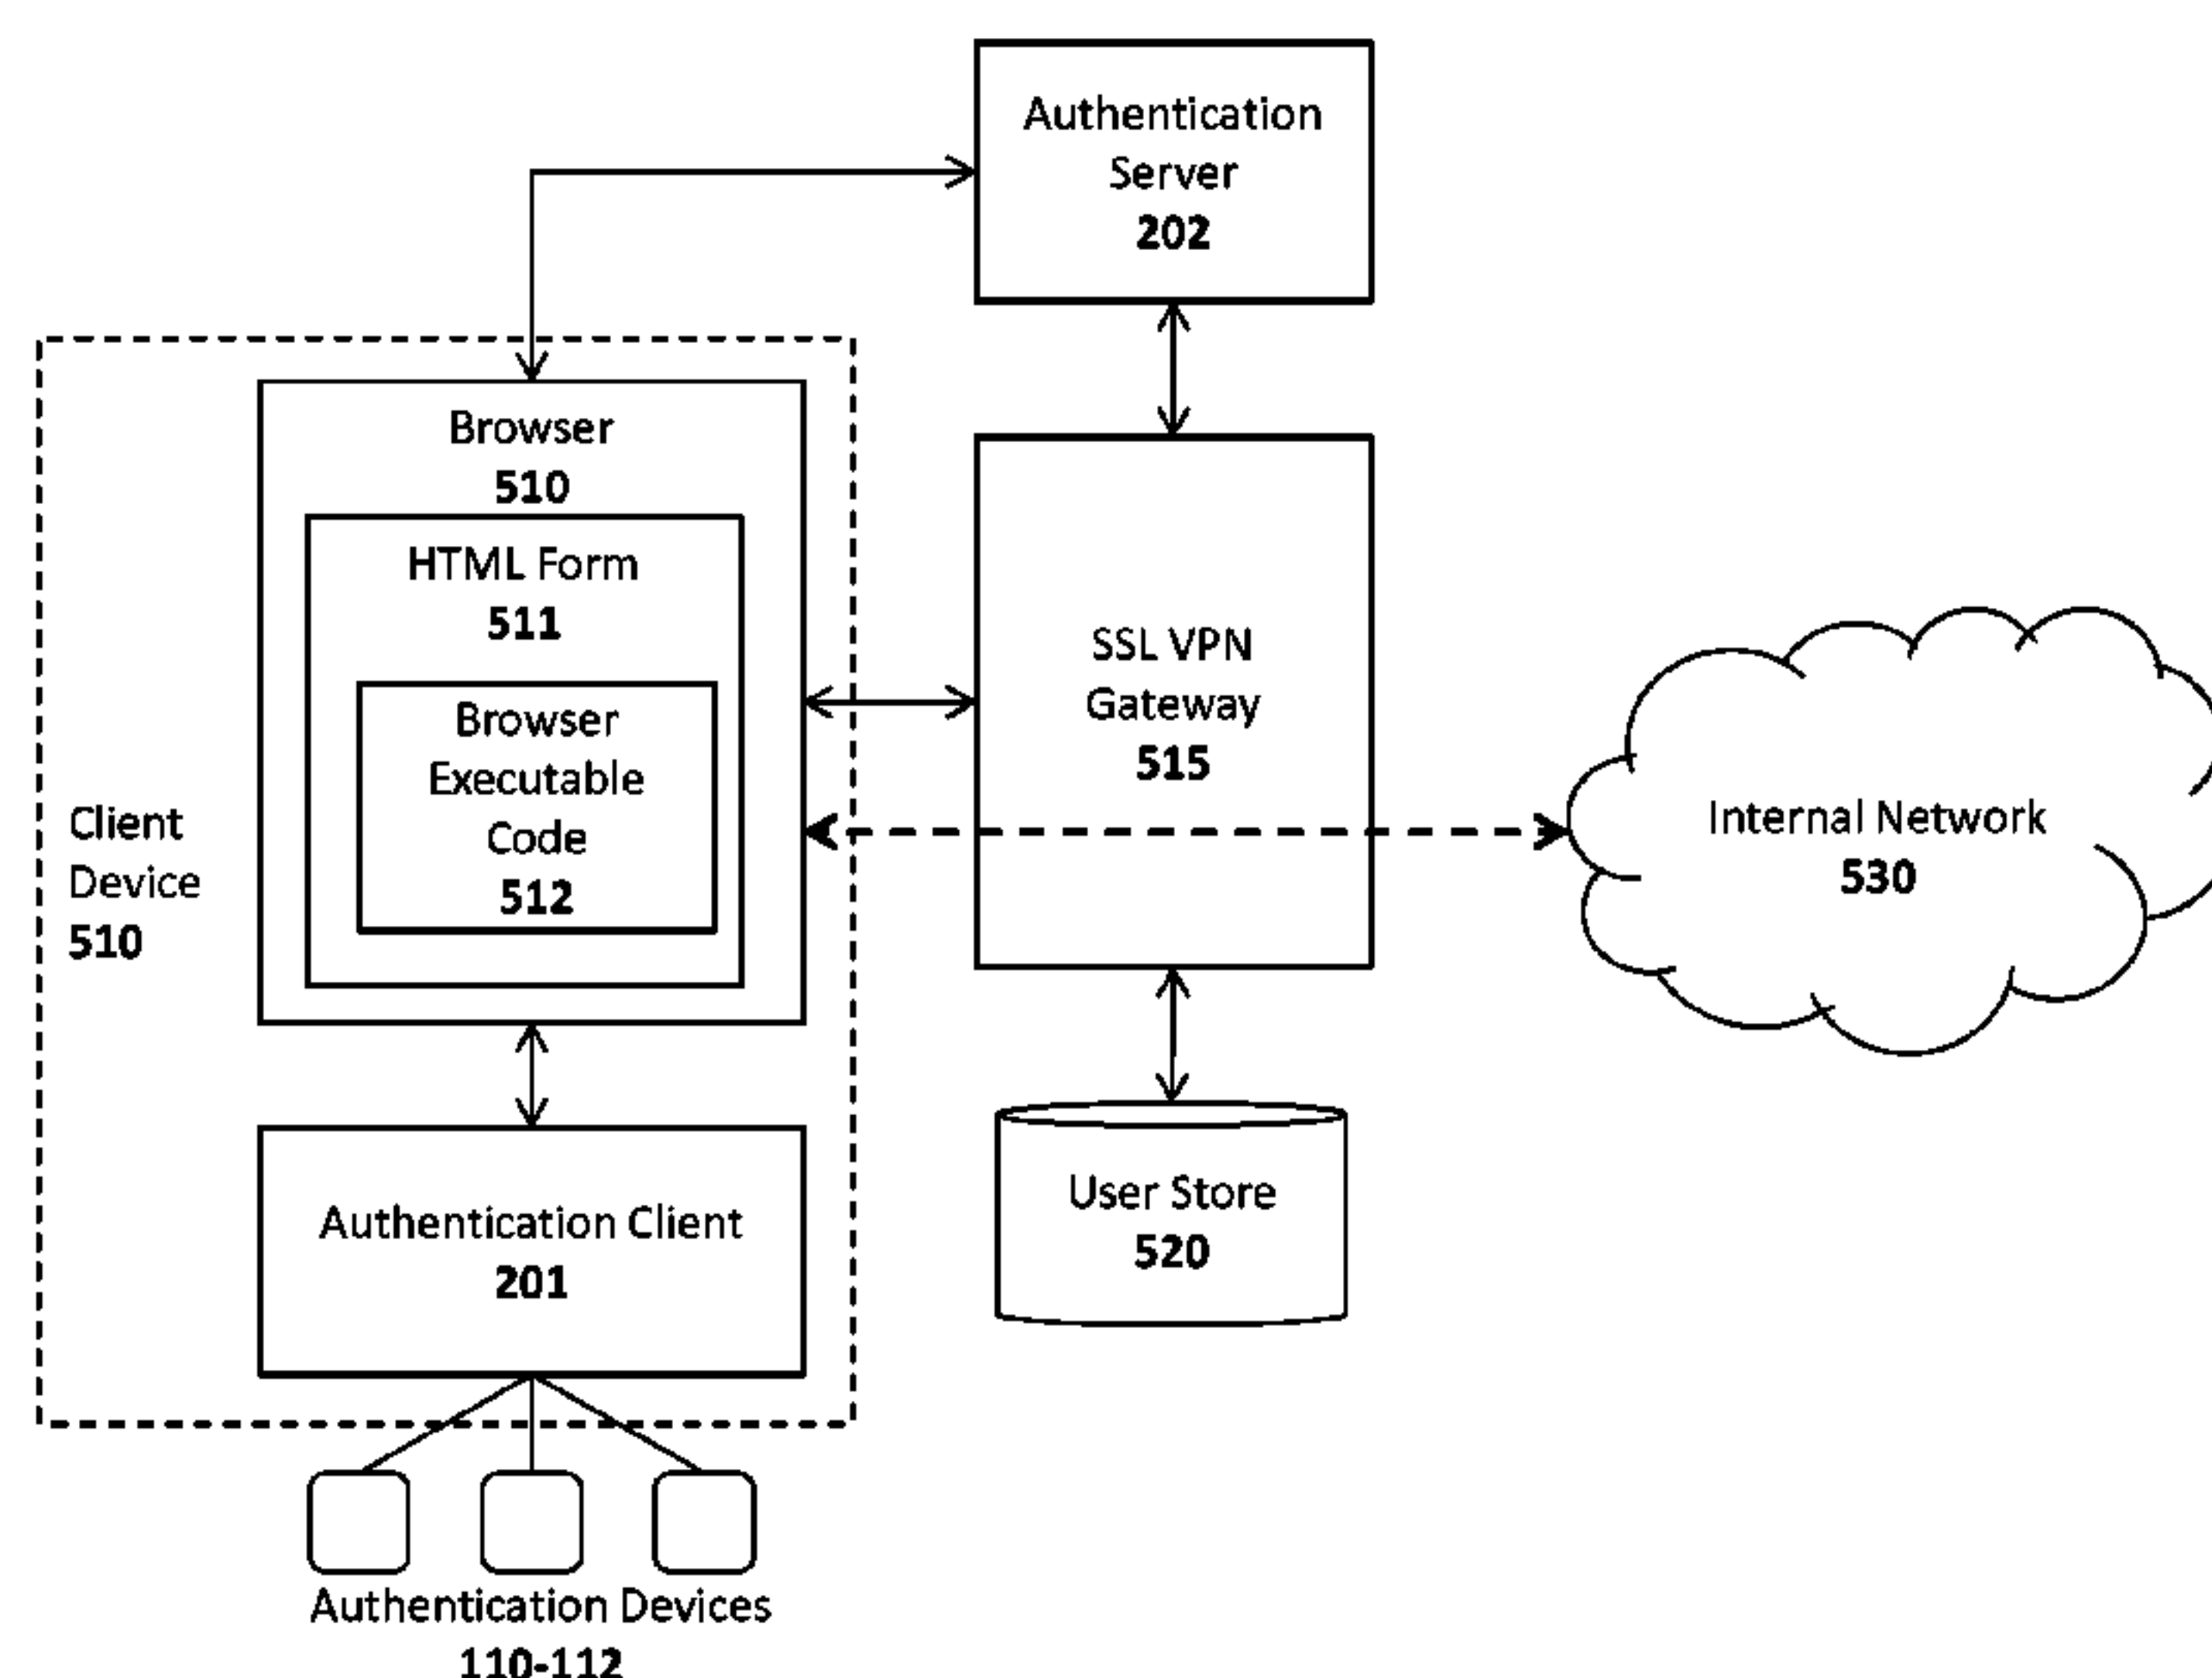 Authentication
Server
202
Browser
510
HTML Form
511
Browser
Executable
Code
512
Client
Device
510
SSL VPN
Gateway
515
Internal Network
530
Authentication Client
201
User Store
520
Authentication Devices
110-112